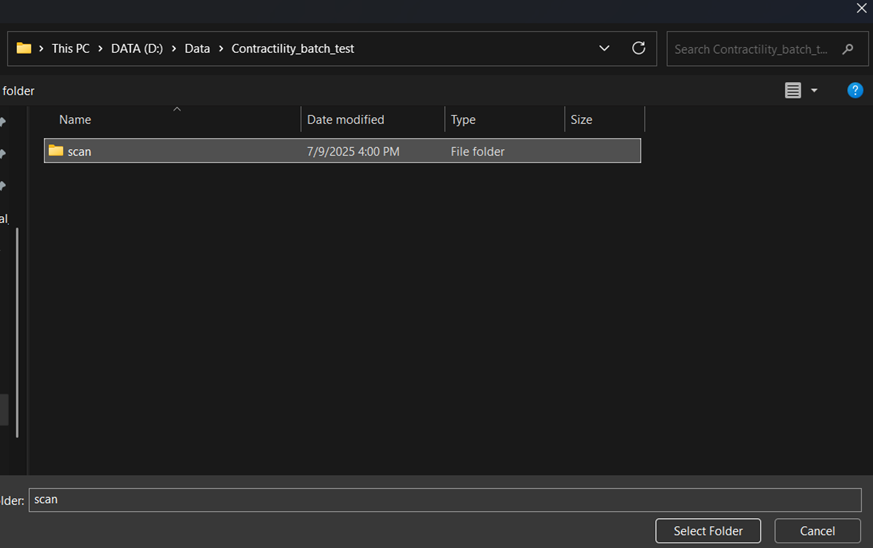 This PC > DATA (D:) > Data > Contractility_batch_test
Search Contractility_batch_t...
folder
?
Name Date modified Type Size
scan 7/9/2025 4:00 PM File folder
al_
lder: scan
Select Folder Cancel